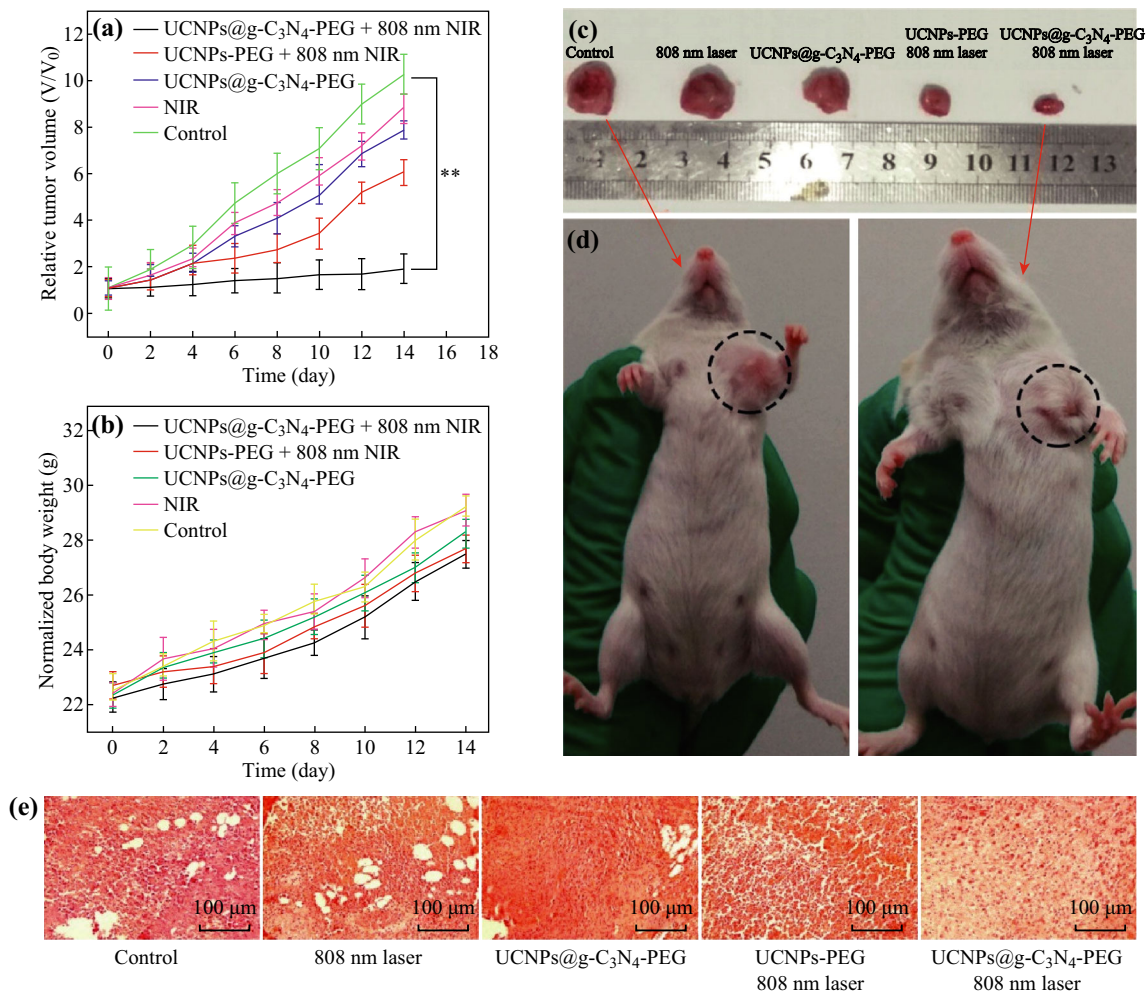 (a)
UCNPs@g-C₃N₄-PEG + 808 nm NIR
UCNPs-PEG + 808 nm NIR
UCNPs@g-C₃N₄-PEG
NIR
Control
**
12
10
8
6
4
2
0
Relative tumor volume (V/V₀)
0 2 4 6 8 10 12 14 16 18
Time (day)
(b)
UCNPs@g-C₃N₄-PEG + 808 nm NIR
UCNPs-PEG + 808 nm NIR
UCNPs@g-C₃N₄-PEG
NIR
Control
32
30
28
26
24
22
Normalized body weight (g)
0 2 4 6 8 10 12 14
Time (day)
(c)
Control
808 nm laser
UCNPs@g-C₃N₄-PEG
UCNPs-PEG
808 nm laser
UCNPs@g-C₃N₄-PEG
808 nm laser
1 2 3 4 5 6 7 8 9 10 11 12 13
(d)
(e)
100 μm
100 μm
100 μm
100 μm
100 μm
Control
808 nm laser
UCNPs@g-C₃N₄-PEG
UCNPs-PEG
808 nm laser
UCNPs@g-C₃N₄-PEG
808 nm laser